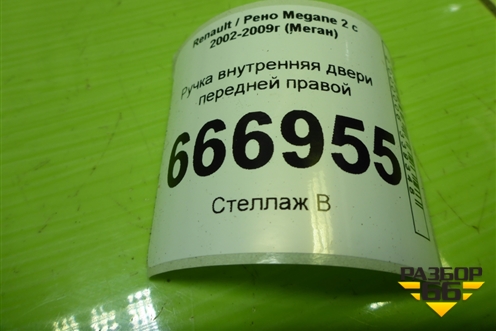 Renault / Рено Megane 2 с
2002-2009г (Меган)
Ручка внутренняя двери
передней правой
666955
Стеллаж В
РАЗБОР
66